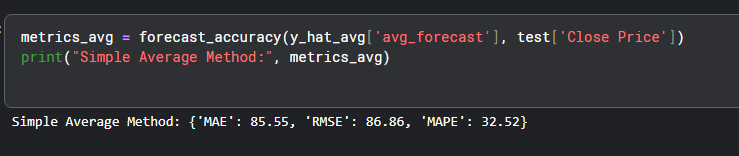 metrics_avg = forecast_accuracy(y_hat_avg['avg_forecast'], test['Close Price'])
print("Simple Average Method:", metrics_avg)
Simple Average Method: {'MAE': 85.55, 'RMSE': 86.86, 'MAPE': 32.52}